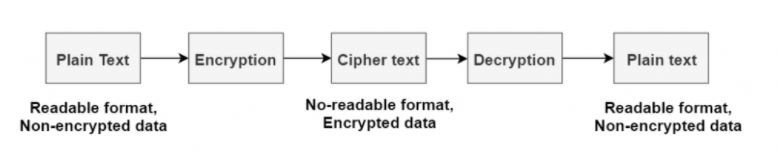 Plain Text
Encryption
Cipher text
Decryption
Plain text
Readable format,
Non-encrypted data
No-readable format,
Encrypted data
Readable format,
Non-encrypted data